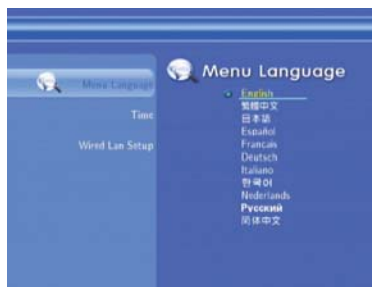 Menu Language
Time
Wired Lan Setup
Menu Language
English
繁體中文
日本語
Español
Francais
Deutsch
Italiano
한국어
Nederlands
Русский
简体中文